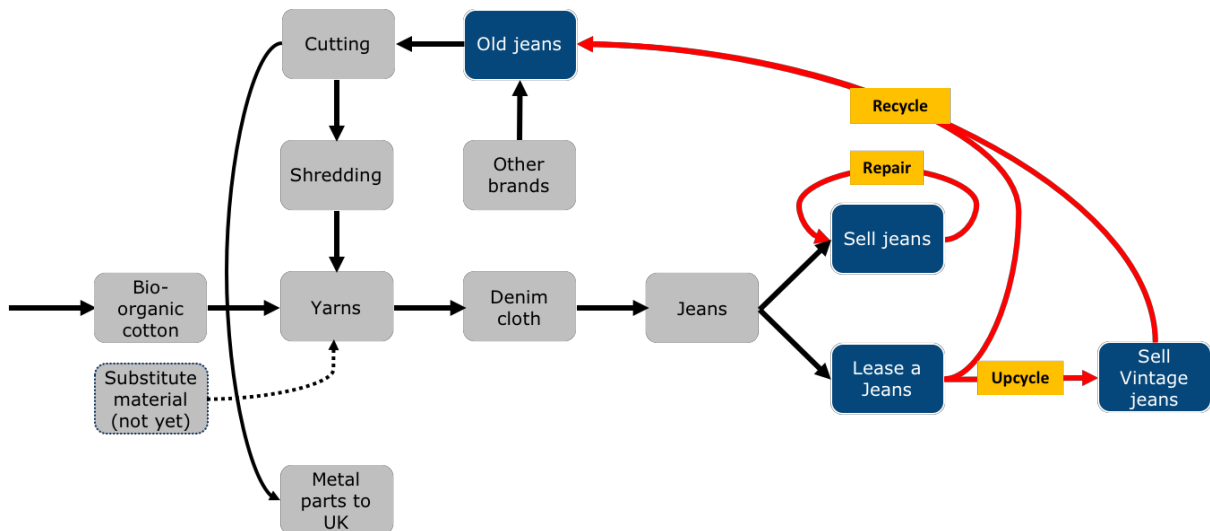 Cutting
Old jeans
Recycle
Shredding
Other
brands
Repair
Sell jeans
Bio-
organic
cotton
Yarns
Denim
cloth
Jeans
Substitute
material
(not yet)
Lease a
Jeans
Upcycle
Sell
Vintage
jeans
Metal
parts to
UK